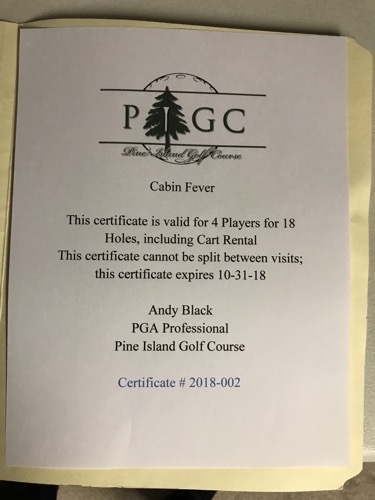 P I GC
Pine Island Golf Course
Cabin Fever
This certificate is valid for 4 Players for 18
Holes, including Cart Rental
This certificate cannot be split between visits;
this certificate expires 10-31-18
Andy Black
PGA Professional
Pine Island Golf Course
Certificate # 2018-002